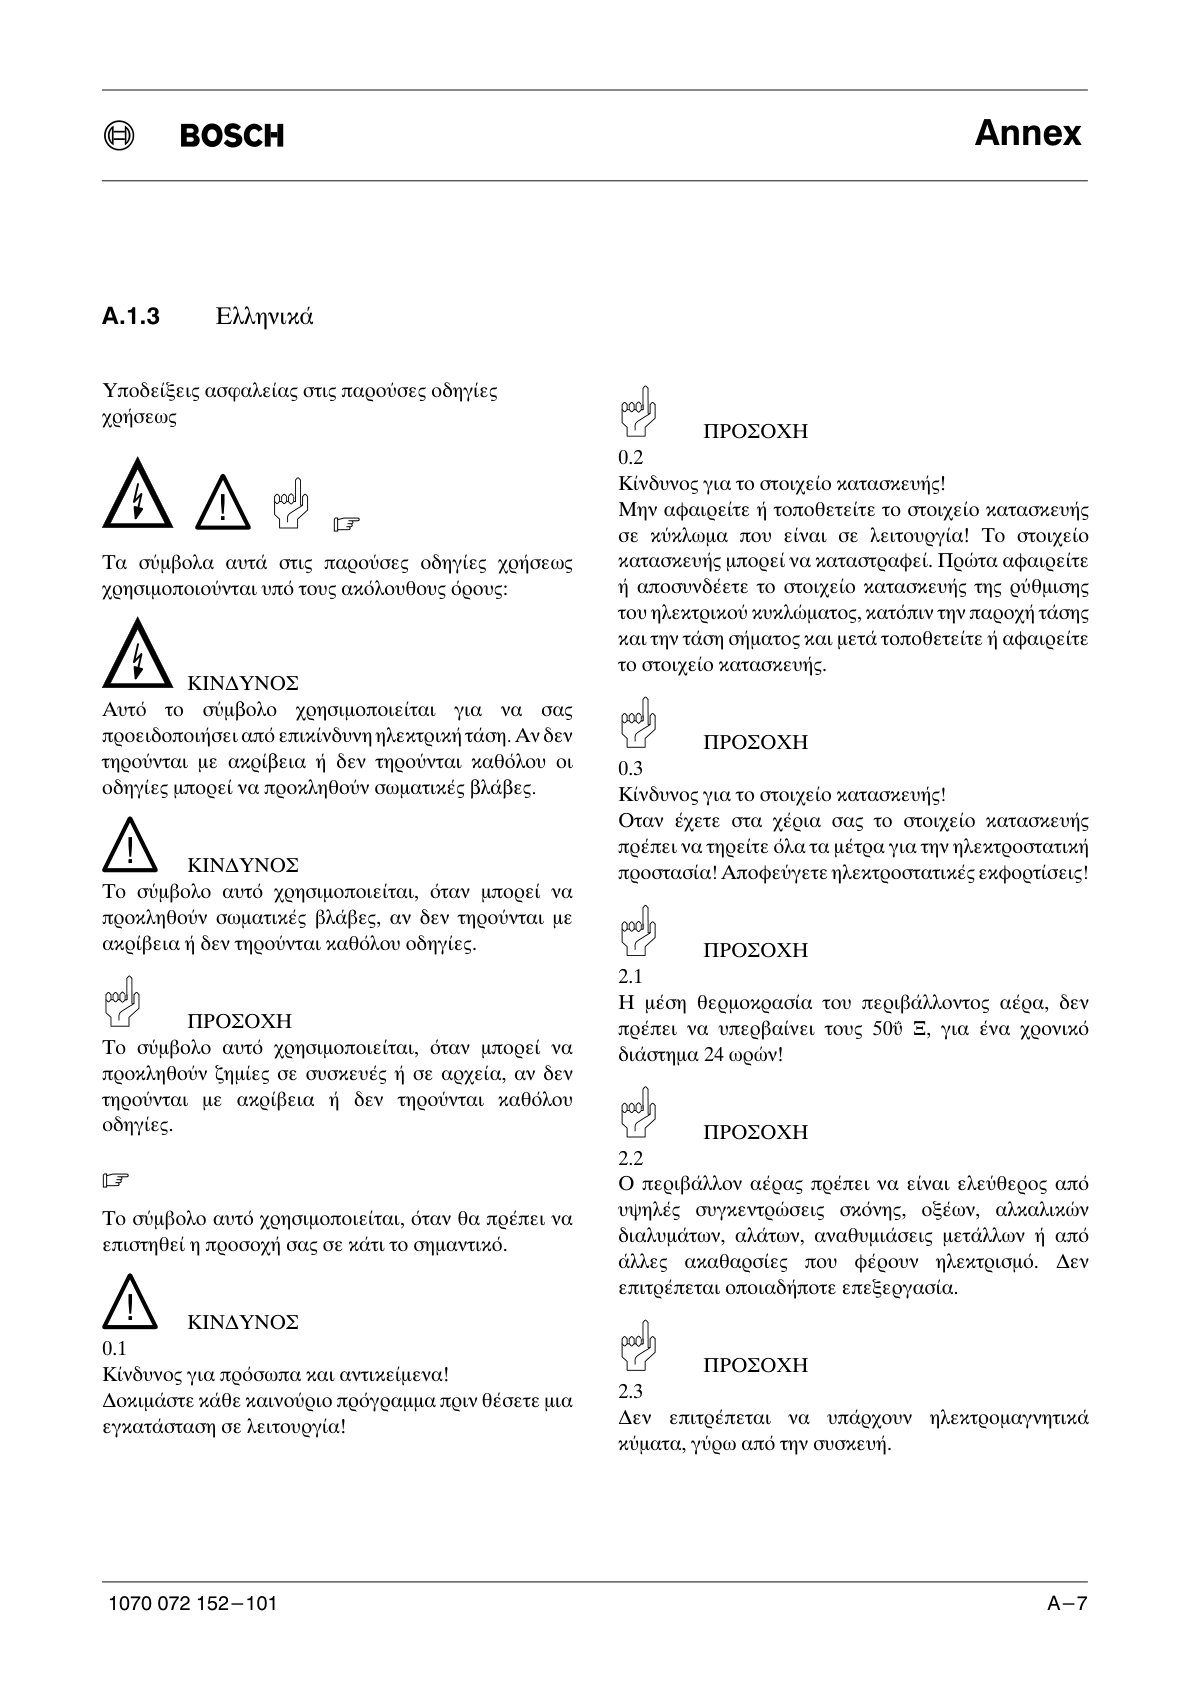 BOSCH
Annex
A.1.3 Ελληνικά
Υποδείξεις ασφαλείας στις παρούσες οδηγίες
χρήσεως
Τα σύμβολα αυτά στις παρούσες οδηγίες χρήσεως
χρησιμοποιούνται υπό τους ακόλουθους όρους:
ΚΙΝΔΥΝΟΣ
Αυτό το σύμβολο χρησιμοποιείται για να σας
προειδοποιήσει από επικίνδυνη ηλεκτρική τάση. Αν δεν
τηρούνται με ακρίβεια ή δεν τηρούνται καθόλου οι
οδηγίες μπορεί να προκληθούν σωματικές βλάβες.
ΚΙΝΔΥΝΟΣ
Το σύμβολο αυτό χρησιμοποιείται, όταν μπορεί να
προκληθούν σωματικές βλάβες, αν δεν τηρούνται με
ακρίβεια ή δεν τηρούνται καθόλου οδηγίες.
ΠΡΟΣΟΧΗ
Το σύμβολο αυτό χρησιμοποιείται, όταν μπορεί να
προκληθούν ζημίες σε συσκευές ή σε αρχεία, αν δεν
τηρούνται με ακρίβεια ή δεν τηρούνται καθόλου
οδηγίες.
☞
Το σύμβολο αυτό χρησιμοποιείται, όταν θα πρέπει να
επιστηθεί η προσοχή σας σε κάτι το σημαντικό.
ΚΙΝΔΥΝΟΣ
0.1
Κίνδυνος για πρόσωπα και αντικείμενα!
Δοκιμάστε κάθε καινούριο πρόγραμμα πριν θέσετε μια
εγκατάσταση σε λειτουργία!
ΠΡΟΣΟΧΗ
0.2
Κίνδυνος για το στοιχείο κατασκευής!
Μην αφαιρείτε ή τοποθετείτε το στοιχείο κατασκευής
σε κύκλωμα που είναι σε λειτουργία! Το στοιχείο
κατασκευής μπορεί να καταστραφεί. Πρώτα αφαιρείτε
ή αποσυνδέετε το στοιχείο κατασκευής της ρύθμισης
του ηλεκτρικού κυκλώματος, κατόπιν την παροχή τάσης
και την τάση σήματος και μετά τοποθετείτε ή αφαιρείτε
το στοιχείο κατασκευής.
ΠΡΟΣΟΧΗ
0.3
Κίνδυνος για το στοιχείο κατασκευής!
Οταν έχετε στα χέρια σας το στοιχείο κατασκευής
πρέπει να τηρείτε όλα τα μέτρα για την ηλεκτροστατική
προστασία! Αποφεύγετε ηλεκτροστατικές εκφορτίσεις!
ΠΡΟΣΟΧΗ
2.1
Η μέση θερμοκρασία του περιβάλλοντος αέρα, δεν
πρέπει να υπερβαίνει τους 50ΰ Ξ, για ένα χρονικό
διάστημα 24 ωρών!
ΠΡΟΣΟΧΗ
2.2
Ο περιβάλλον αέρας πρέπει να είναι ελεύθερος από
υψηλές συγκεντρώσεις σκόνης, οξέων, αλκαλικών
διαλυμάτων, αλάτων, αναθυμιάσεις μετάλλων ή από
άλλες ακαθαρσίες που φέρουν ηλεκτρισμό. Δεν
επιτρέπεται οποιαδήποτε επεξεργασία.
ΠΡΟΣΟΧΗ
2.3
Δεν επιτρέπεται να υπάρχουν ηλεκτρομαγνητικά
κύματα, γύρω από την συσκευή.
1070 072 152−101
A−7